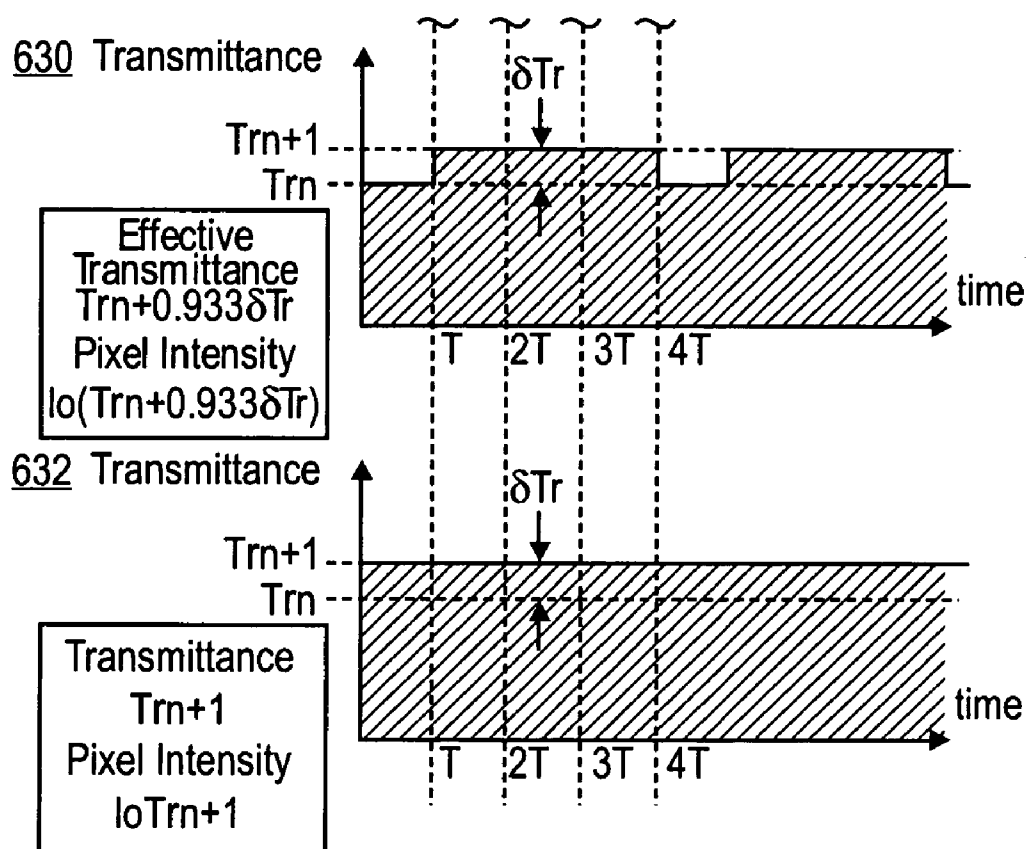 630 Transmittance
δTr
Trn+1
Trn
Effective
Transmittance
Trn+0.933δTr
Pixel Intensity
Io(Trn+0.933δTr)
time
T 2T 3T 4T
632 Transmittance
δTr
Trn+1
Trn
Transmittance
Trn+1
Pixel Intensity
IoTrn+1
time
T 2T 3T 4T